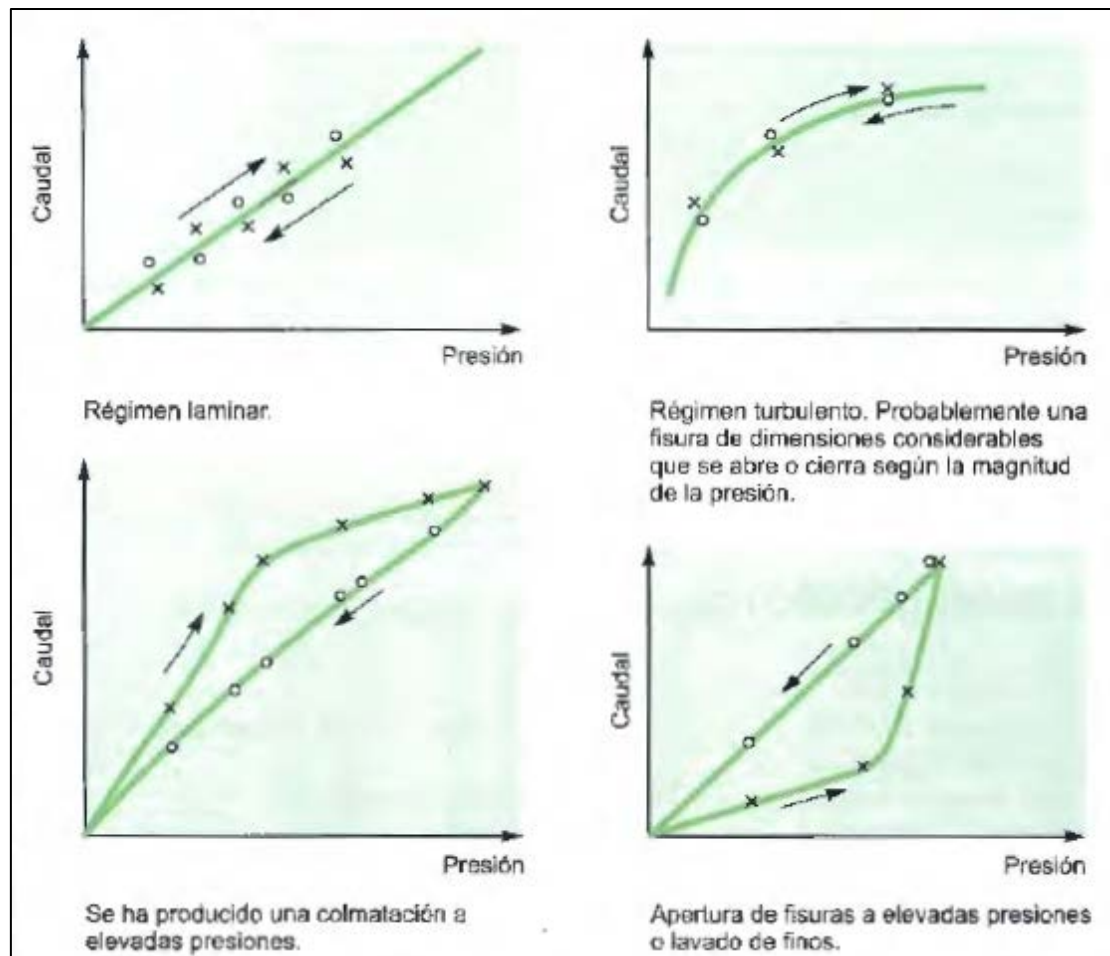 Caudal
Presión
Régimen laminar.
Caudal
Presión
Régimen turbulento. Probablemente una
fisura de dimensiones considerables
que se abre o cierra según la magnitud
de la presión.
Caudal
Presión
Se ha producido una colmatación a
elevadas presiones.
Caudal
Presión
Apertura de fisuras a elevadas presiones
o lavado de finos.